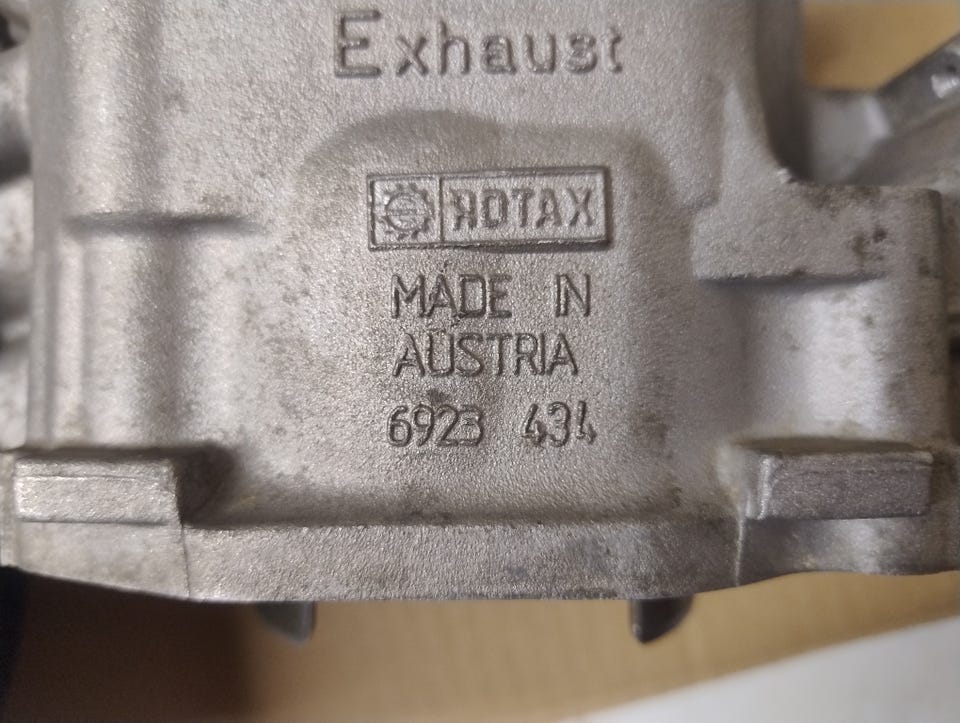 Exhaust
ROTAX
MADE IN
AUSTRIA
6923 434